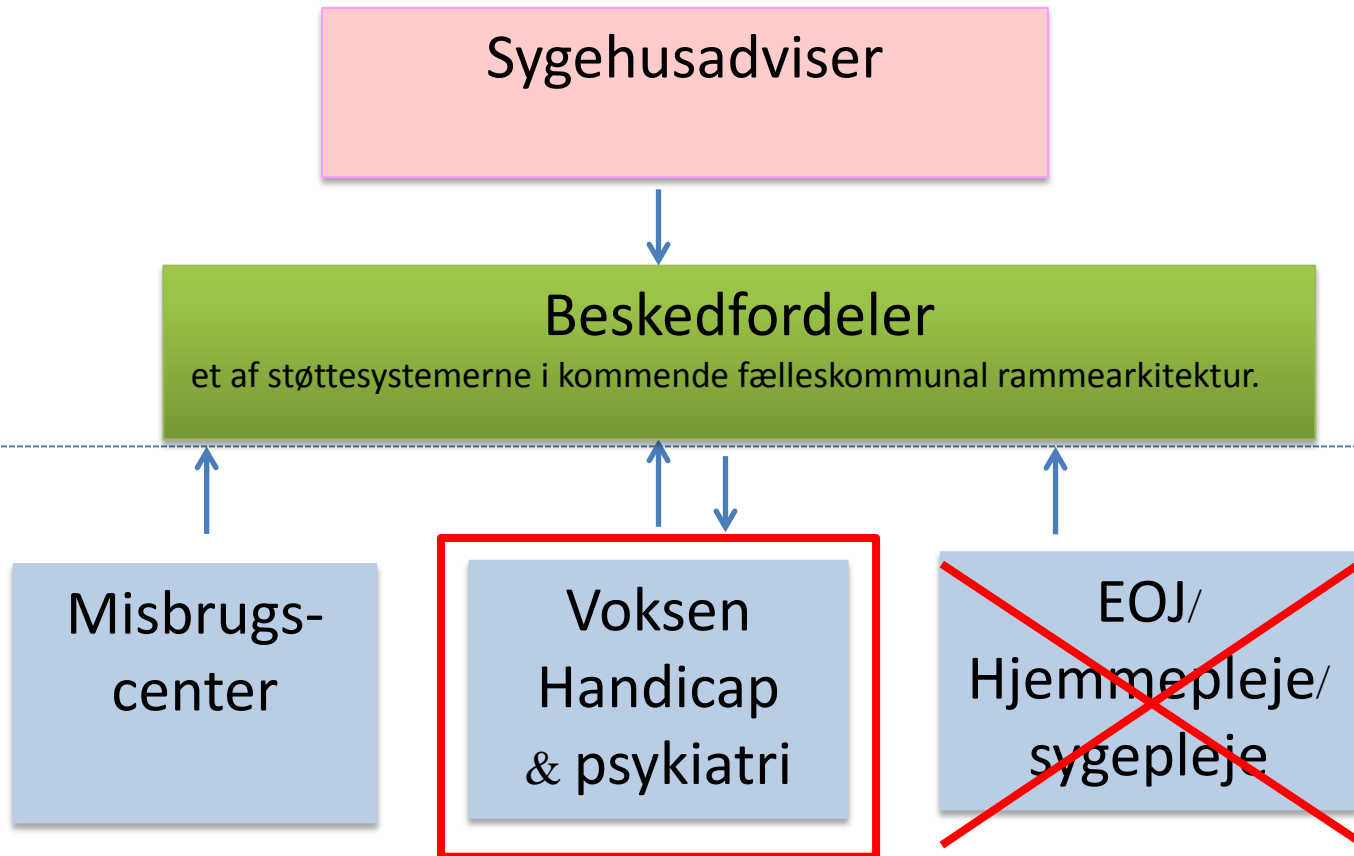 Sygehusadviser
Beskedfordeler
et af støttesystemerne i kommende fælleskommunal rammearkitektur.
Misbrugs-
center
Voksen
Handicap
& psykiatri
EOJ/
Hjemmepleje/
sygepleje